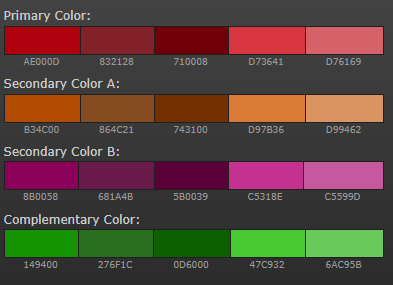 Primary Color:
AE000D 832128 710008 D73641 D76169
Secondary Color A:
B34C00 864C21 743100 D97B36 D99462
Secondary Color B:
8B0058 681A4B 5B0039 C5318E C5599D
Complementary Color:
149400 276F1C 0D6000 47C932 6AC95B